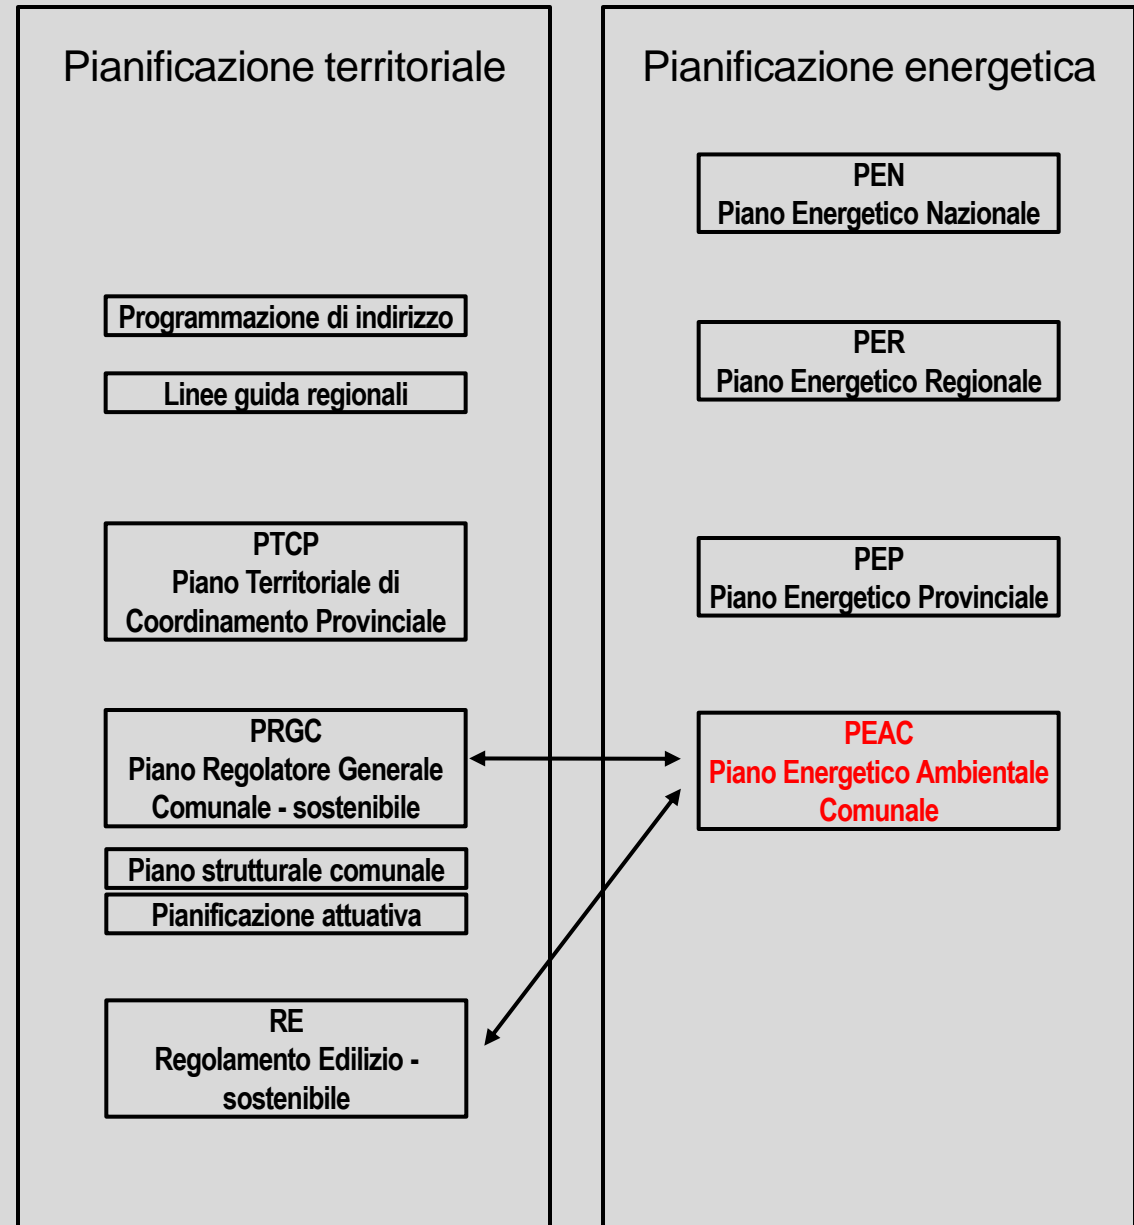 Pianificazione territoriale
Programmazione di indirizzo
Linee guida regionali
PTCP
Piano Territoriale di
Coordinamento Provinciale
PRGC
Piano Regolatore Generale
Comunale - sostenibile
Piano strutturale comunale
Pianificazione attuativa
RE
Regolamento Edilizio -
sostenibile
Pianificazione energetica
PEN
Piano Energetico Nazionale
PER
Piano Energetico Regionale
PEP
Piano Energetico Provinciale
PEAC
Piano Energetico Ambientale
Comunale